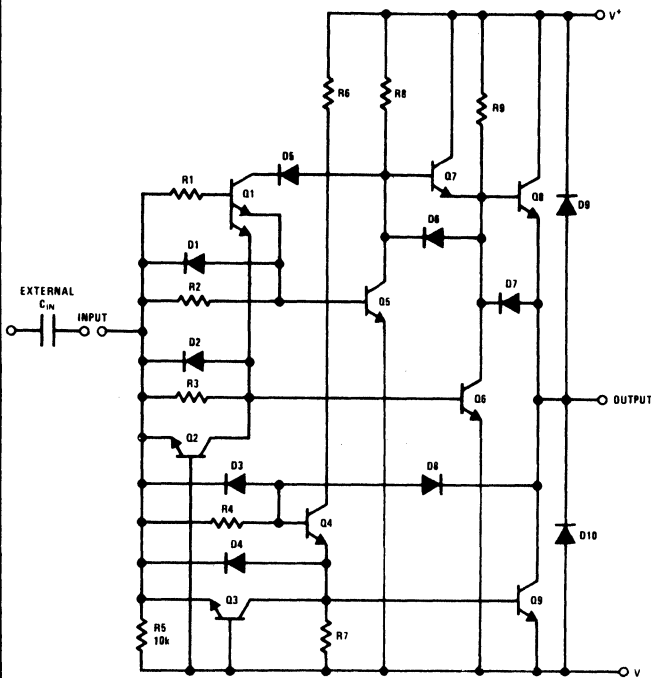 V+
R6
R8
R9
D5
Q7
R1
Q1
Q8
D9
D1
D6
EXTERNAL
CIN
INPUT
R2
Q5
D7
D2
R3
Q6
OUTPUT
Q2
D3
D8
R4
Q4
D10
D4
Q3
Q9
R5
10k
R7
V